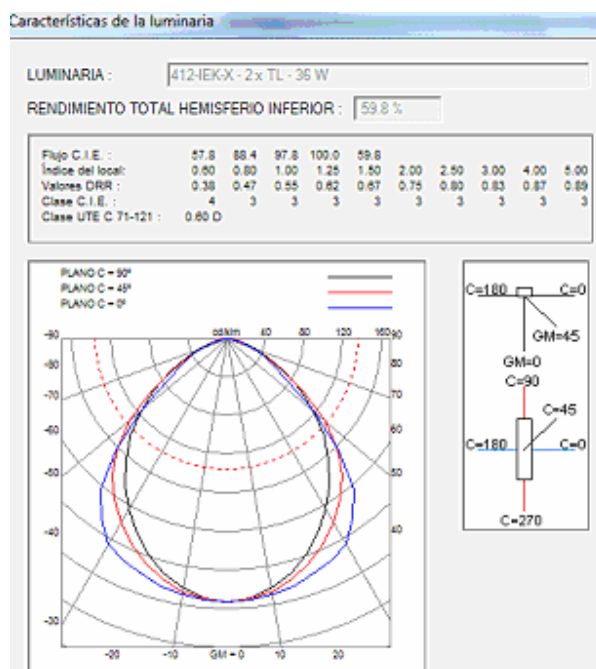 Características de la luminaria
LUMINARIA : 412-IEK-X - 2 x TL - 36 W
RENDIMIENTO TOTAL HEMISFERIO INFERIOR : 59.8 %
Flujo C.I.E. : 57.8 88.4 97.8 100.0 59.8
Índice del local: 0.60 0.80 1.00 1.25 1.50 2.00 2.50 3.00 4.00 5.00
Valores DRR : 0.38 0.47 0.55 0.62 0.67 0.75 0.80 0.83 0.87 0.89
Clase C.I.E. : 4 3 3 3 3 3 3 3 3 3
Clase UTE C 71-121 : 0.60 D
PLANO C = 90º
PLANO C = 45º
PLANO C = 0º
-90 cd/klm 40 80 120 160 90
-80 80
-70 70
-60 60
-50 50
-40 40
-30
-20 -10 GM = 0 10 20
C=180 C=0
GM=45
GM=0
C=90
C=45
C=180 C=0
C=270